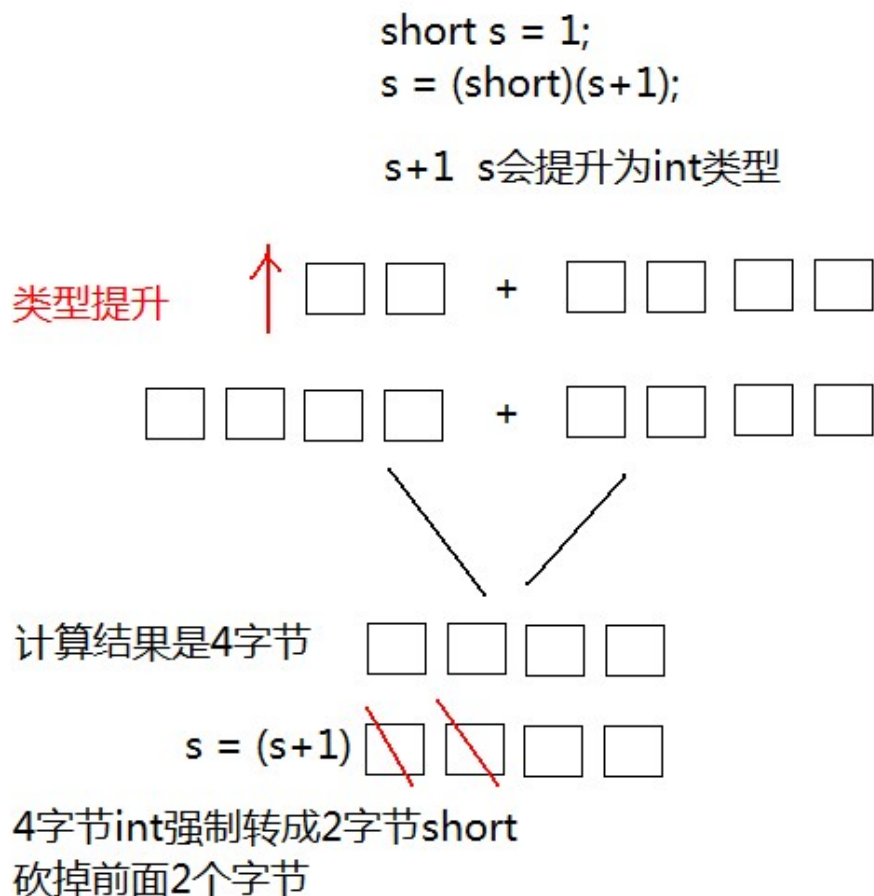 short s = 1;
s = (short)(s+1);
s+1 s会提升为int类型
类型提升
+
+
计算结果是4字节
s = (s+1)
4字节int强制转成2字节short
砍掉前面2个字节